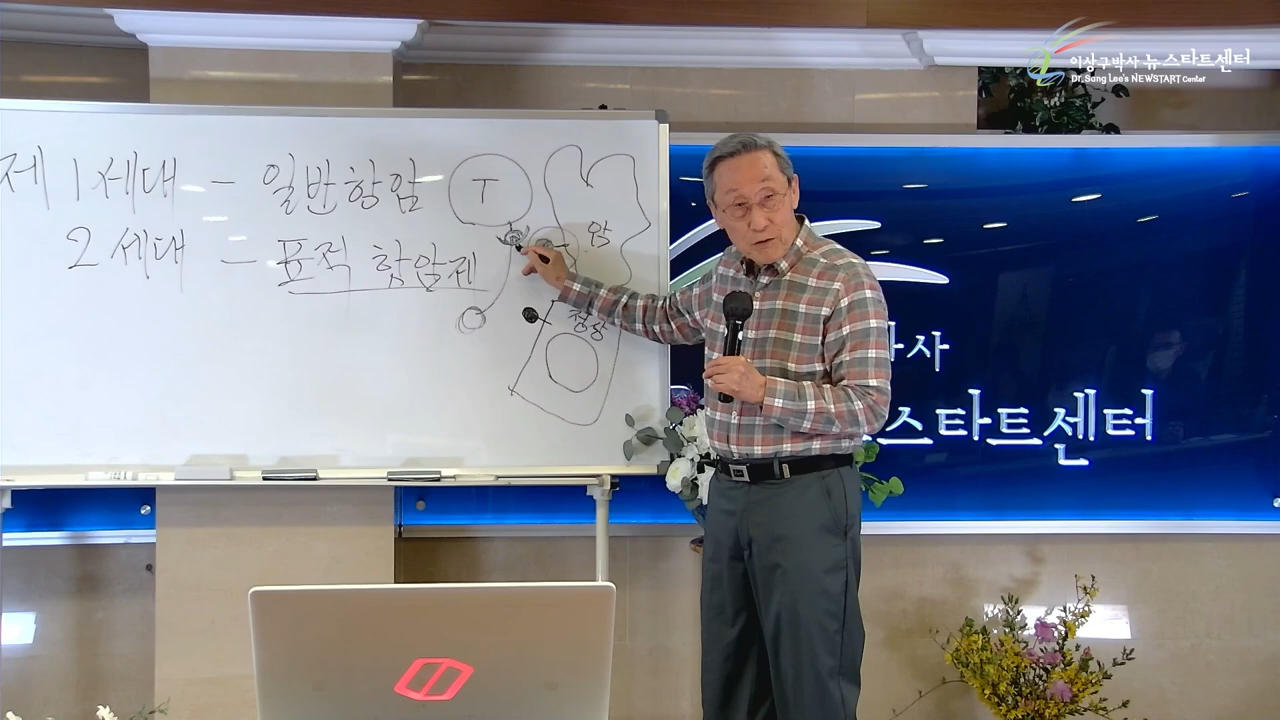 이상구박사 뉴스타트센터
Dr. Sang Lee's NEWSTART Center
제1세대 - 일반항암
2세대 - 표적 항암제
T
암
정상
사
스타트센터